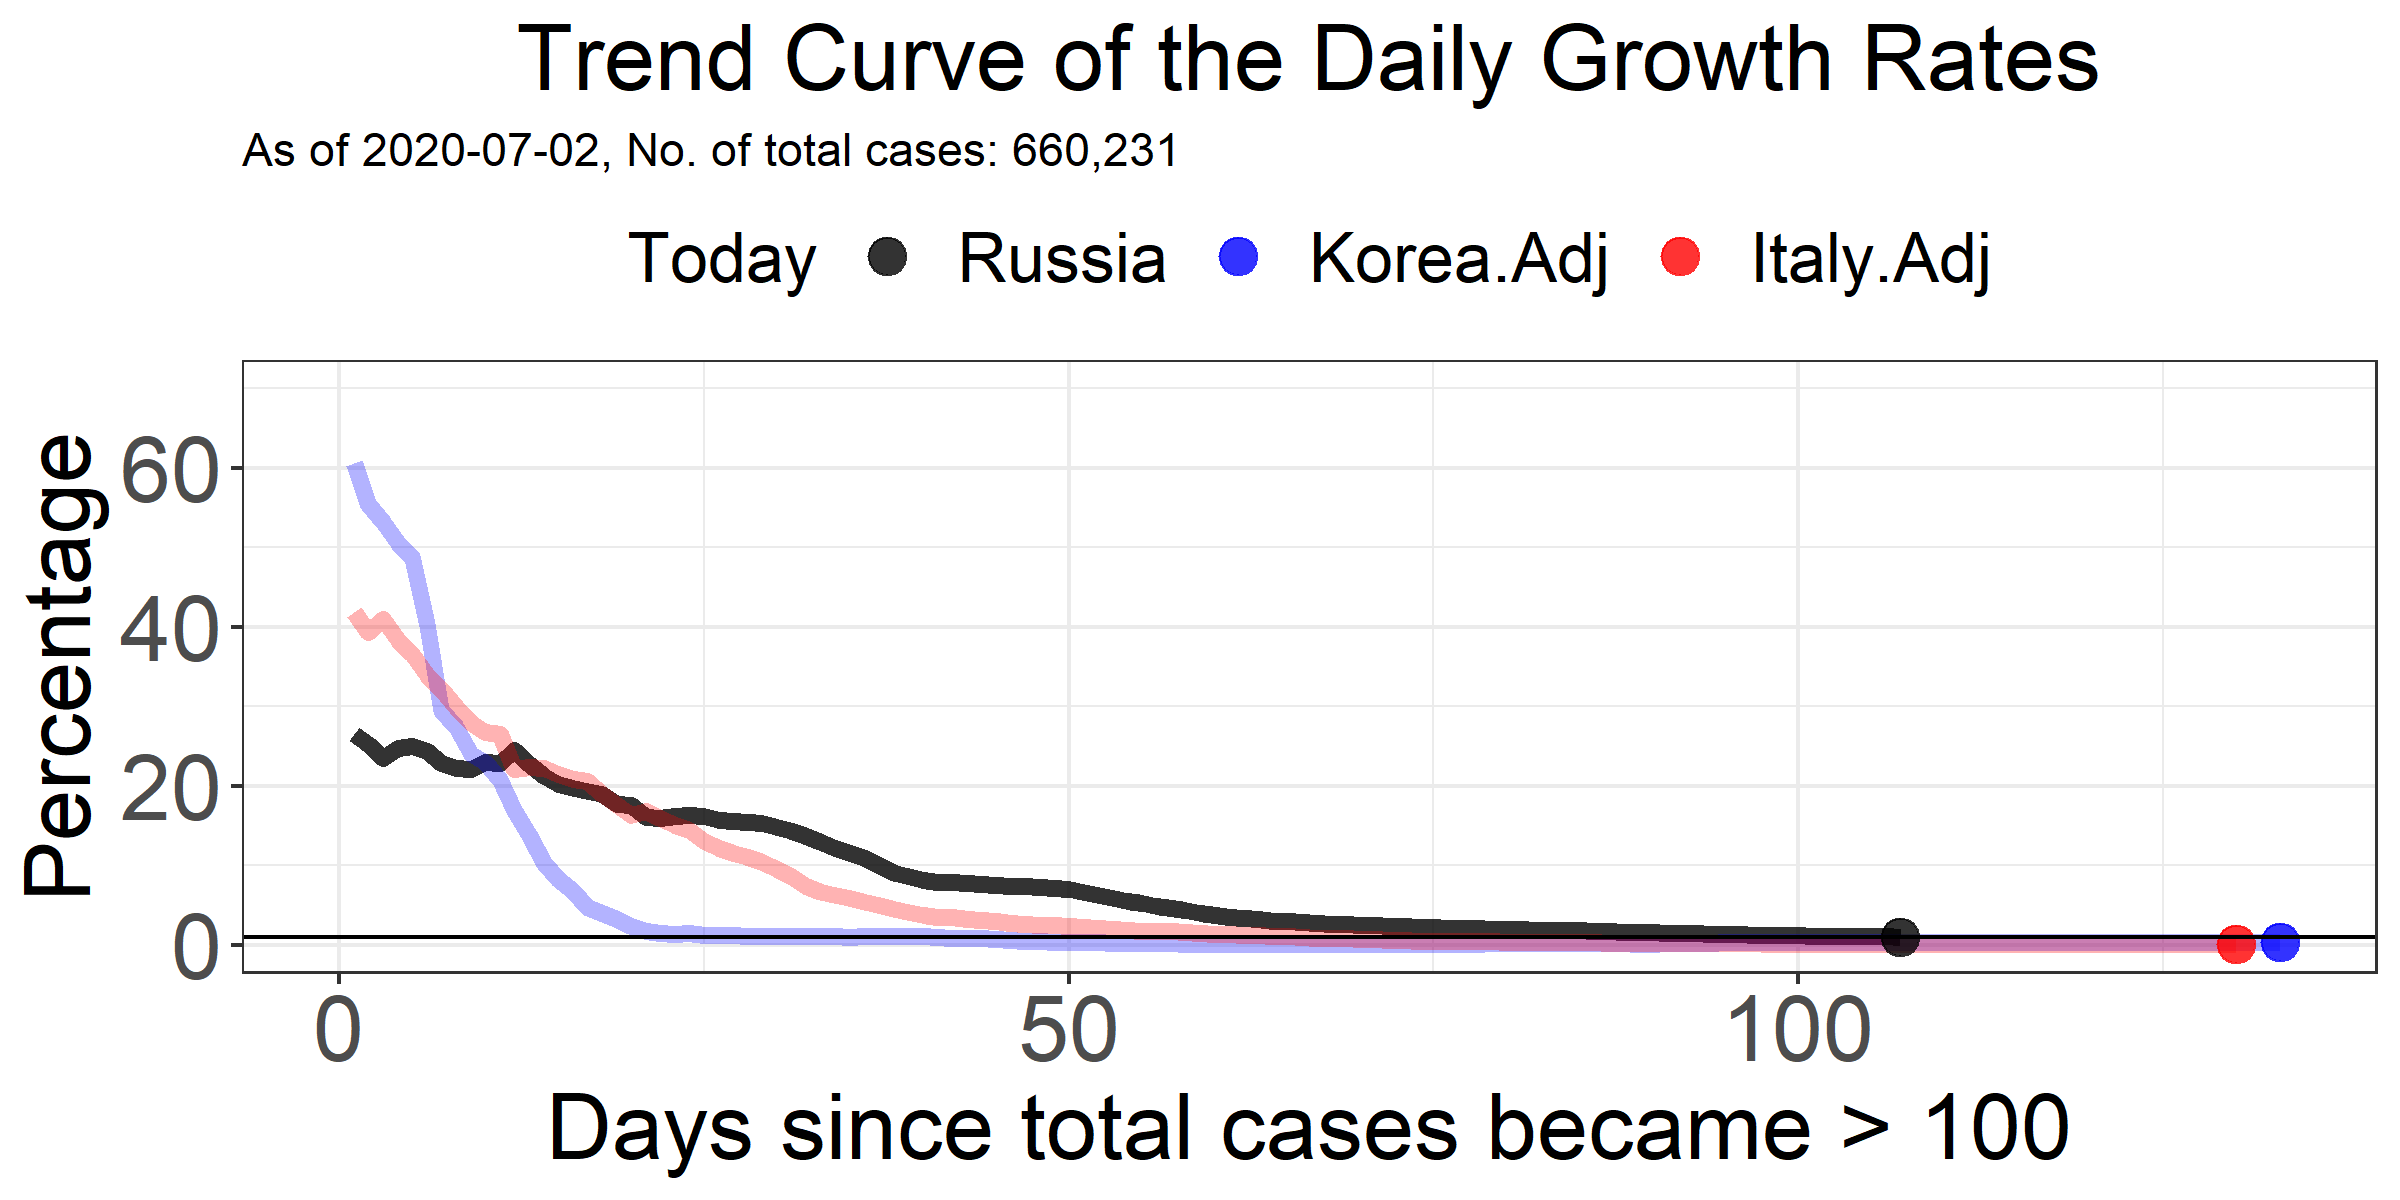 Trend Curve of the Daily Growth Rates
As of 2020-07-02, No. of total cases: 660,231
Today Russia Korea.Adj Italy.Adj
Percentage
60
40
20
0
0 50 100
Days since total cases became > 100